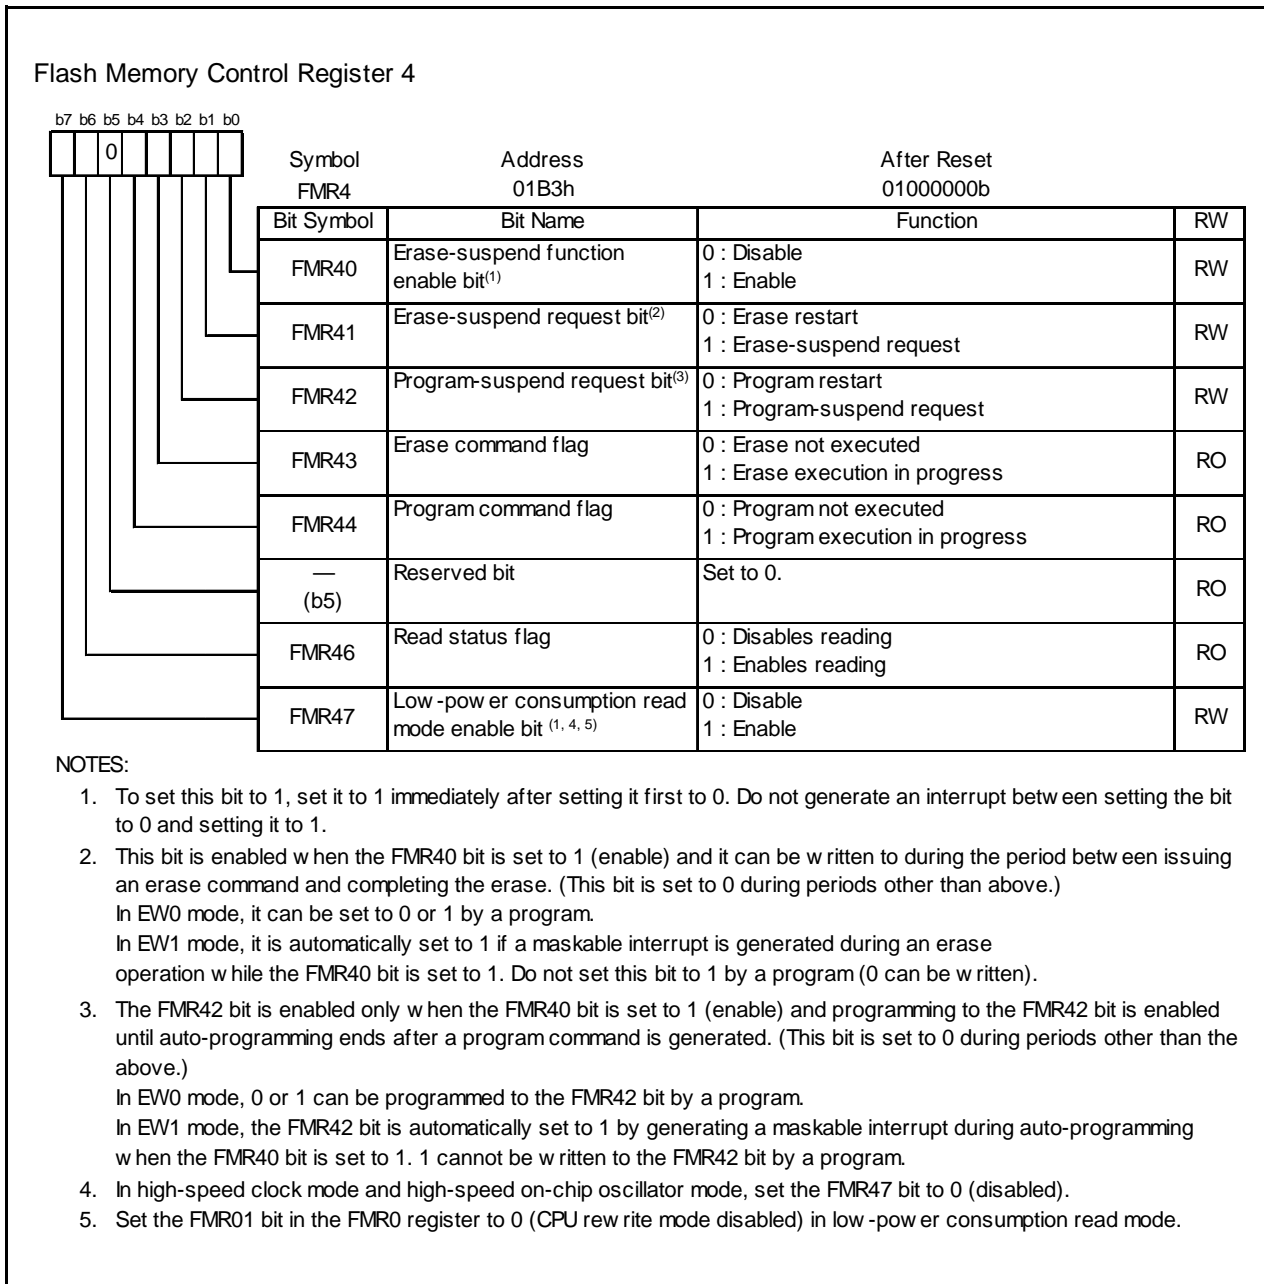 Flash Memory Control Register 4
b7 b6 b5 b4 b3 b2 b1 b0
0
Symbol Address After Reset
FMR4 01B3h 01000000b
Bit Symbol Bit Name Function RW
FMR40 Erase-suspend function enable bit(1) 0 : Disable RW
1 : Enable
FMR41 Erase-suspend request bit(2) 0 : Erase restart RW
1 : Erase-suspend request
FMR42 Program-suspend request bit(3) 0 : Program restart RW
1 : Program-suspend request
FMR43 Erase command flag 0 : Erase not executed RO
1 : Erase execution in progress
FMR44 Program command flag 0 : Program not executed RO
1 : Program execution in progress
— (b5) Reserved bit Set to 0. RO
FMR46 Read status flag 0 : Disables reading RO
1 : Enables reading
FMR47 Low-power consumption read mode enable bit (1, 4, 5) 0 : Disable RW
1 : Enable
NOTES:
1. To set this bit to 1, set it to 1 immediately after setting it first to 0. Do not generate an interrupt between setting the bit
to 0 and setting it to 1.
2. This bit is enabled when the FMR40 bit is set to 1 (enable) and it can be written to during the period between issuing
an erase command and completing the erase. (This bit is set to 0 during periods other than above.)
In EW0 mode, it can be set to 0 or 1 by a program.
In EW1 mode, it is automatically set to 1 if a maskable interrupt is generated during an erase
operation while the FMR40 bit is set to 1. Do not set this bit to 1 by a program (0 can be written).
3. The FMR42 bit is enabled only when the FMR40 bit is set to 1 (enable) and programming to the FMR42 bit is enabled
until auto-programming ends after a program command is generated. (This bit is set to 0 during periods other than the
above.)
In EW0 mode, 0 or 1 can be programmed to the FMR42 bit by a program.
In EW1 mode, the FMR42 bit is automatically set to 1 by generating a maskable interrupt during auto-programming
when the FMR40 bit is set to 1. 1 cannot be written to the FMR42 bit by a program.
4. In high-speed clock mode and high-speed on-chip oscillator mode, set the FMR47 bit to 0 (disabled).
5. Set the FMR01 bit in the FMR0 register to 0 (CPU rewrite mode disabled) in low-power consumption read mode.